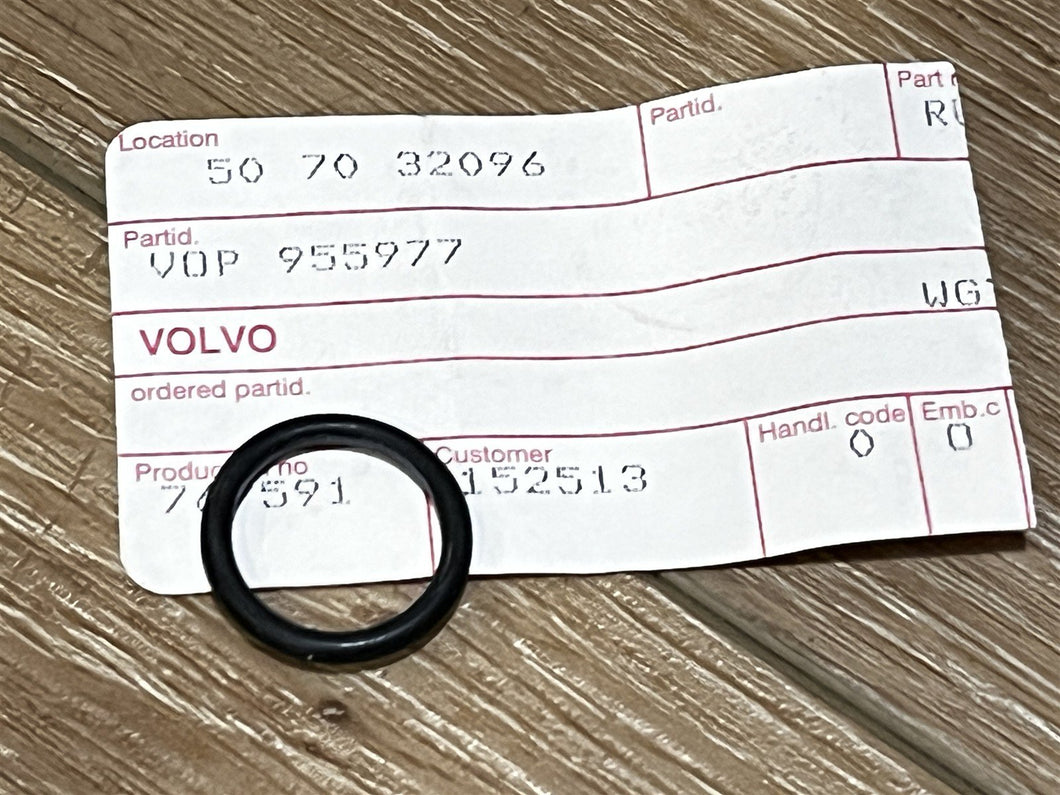 Location
50 70 32096
Partid.
Part
Partid.
VOP 955977
VOLVO
ordered partid.
no
591
Customer
152513
Handl. code
0
Emb.c
0